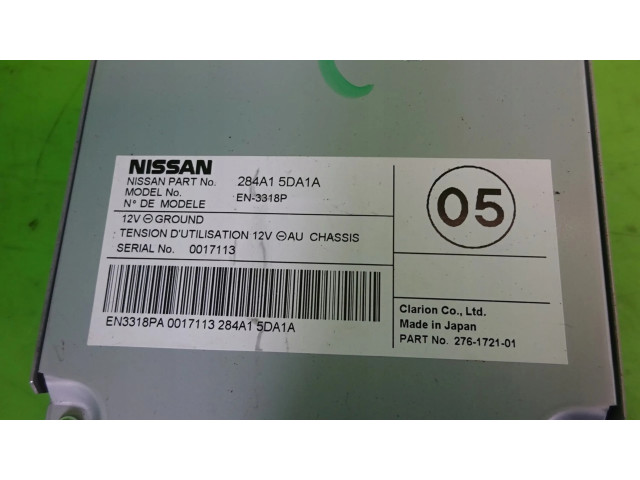 NISSAN
NISSAN PART No. 284A1 5DA1A
MODEL No. EN-3318P
N° DE MODELE
12V ⊖ GROUND
TENSION D'UTILISATION 12V ⊖ AU CHASSIS
SERIAL No. 0017113
EN3318PA 0017113 284A1 5DA1A
05
Clarion Co., Ltd.
Made in Japan
PART No. 276-1721-01